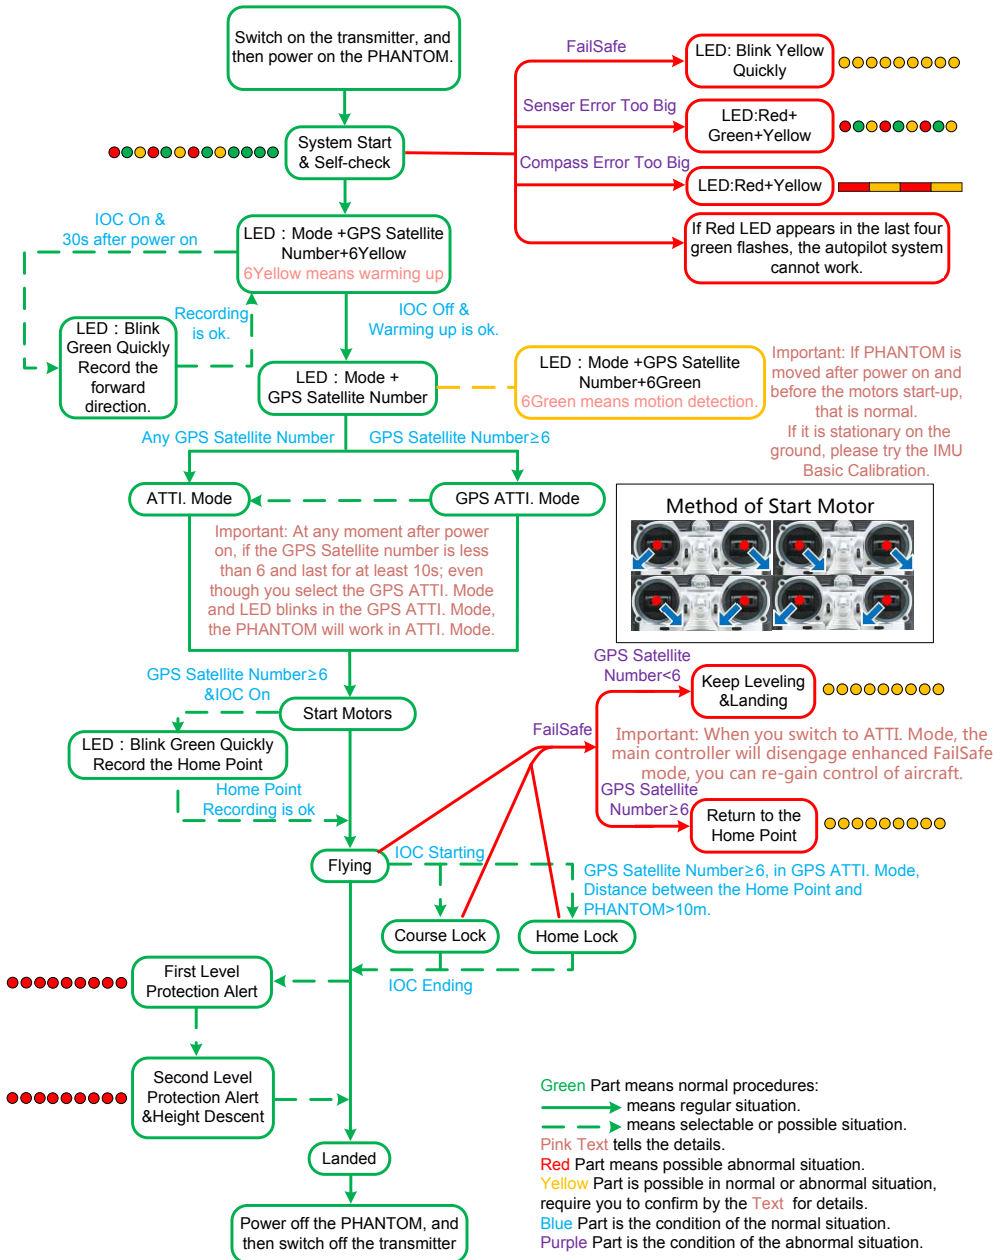 Switch on the transmitter, and
then power on the PHANTOM.
FailSafe
LED: Blink Yellow
Quickly
Senser Error Too Big
LED:Red+
Green+Yellow
System Start
& Self-check
Compass Error Too Big
LED:Red+Yellow
If Red LED appears in the last four
green flashes, the autopilot system
cannot work.
IOC On &
30s after power on
LED：Mode +GPS Satellite
Number+6Yellow
6Yellow means warming up
Recording
is ok.
IOC Off &
Warming up is ok.
LED：Blink
Green Quickly
Record the
forward
direction.
LED：Mode +
GPS Satellite Number
LED：Mode +GPS Satellite
Number+6Green
6Green means motion detection.
Important: If PHANTOM is
moved after power on and
before the motors start-up,
that is normal.
If it is stationary on the
ground, please try the IMU
Basic Calibration.
Any GPS Satellite Number
GPS Satellite Number≥6
ATTI. Mode
GPS ATTI. Mode
Important: At any moment after power
on, if the GPS Satellite number is less
than 6 and last for at least 10s; even
though you select the GPS ATTI. Mode
and LED blinks in the GPS ATTI. Mode,
the PHANTOM will work in ATTI. Mode.
Method of Start Motor
GPS Satellite Number≥6
&IOC On
Start Motors
LED：Blink Green Quickly
Record the Home Point
Home Point
Recording is ok
FailSafe
GPS Satellite
Number<6
Keep Leveling
&Landing
Important: When you switch to ATTI. Mode, the
main controller will disengage enhanced FailSafe
mode, you can re-gain control of aircraft.
GPS Satellite
Number≥6
Return to the
Home Point
Flying
IOC Starting
GPS Satellite Number≥6, in GPS ATTI. Mode,
Distance between the Home Point and
PHANTOM>10m.
Course Lock
Home Lock
IOC Ending
First Level
Protection Alert
Second Level
Protection Alert
&Height Descent
Landed
Power off the PHANTOM, and
then switch off the transmitter
Green Part means normal procedures:
means regular situation.
means selectable or possible situation.
Pink Text tells the details.
Red Part means possible abnormal situation.
Yellow Part is possible in normal or abnormal situation,
require you to confirm by the Text for details.
Blue Part is the condition of the normal situation.
Purple Part is the condition of the abnormal situation.